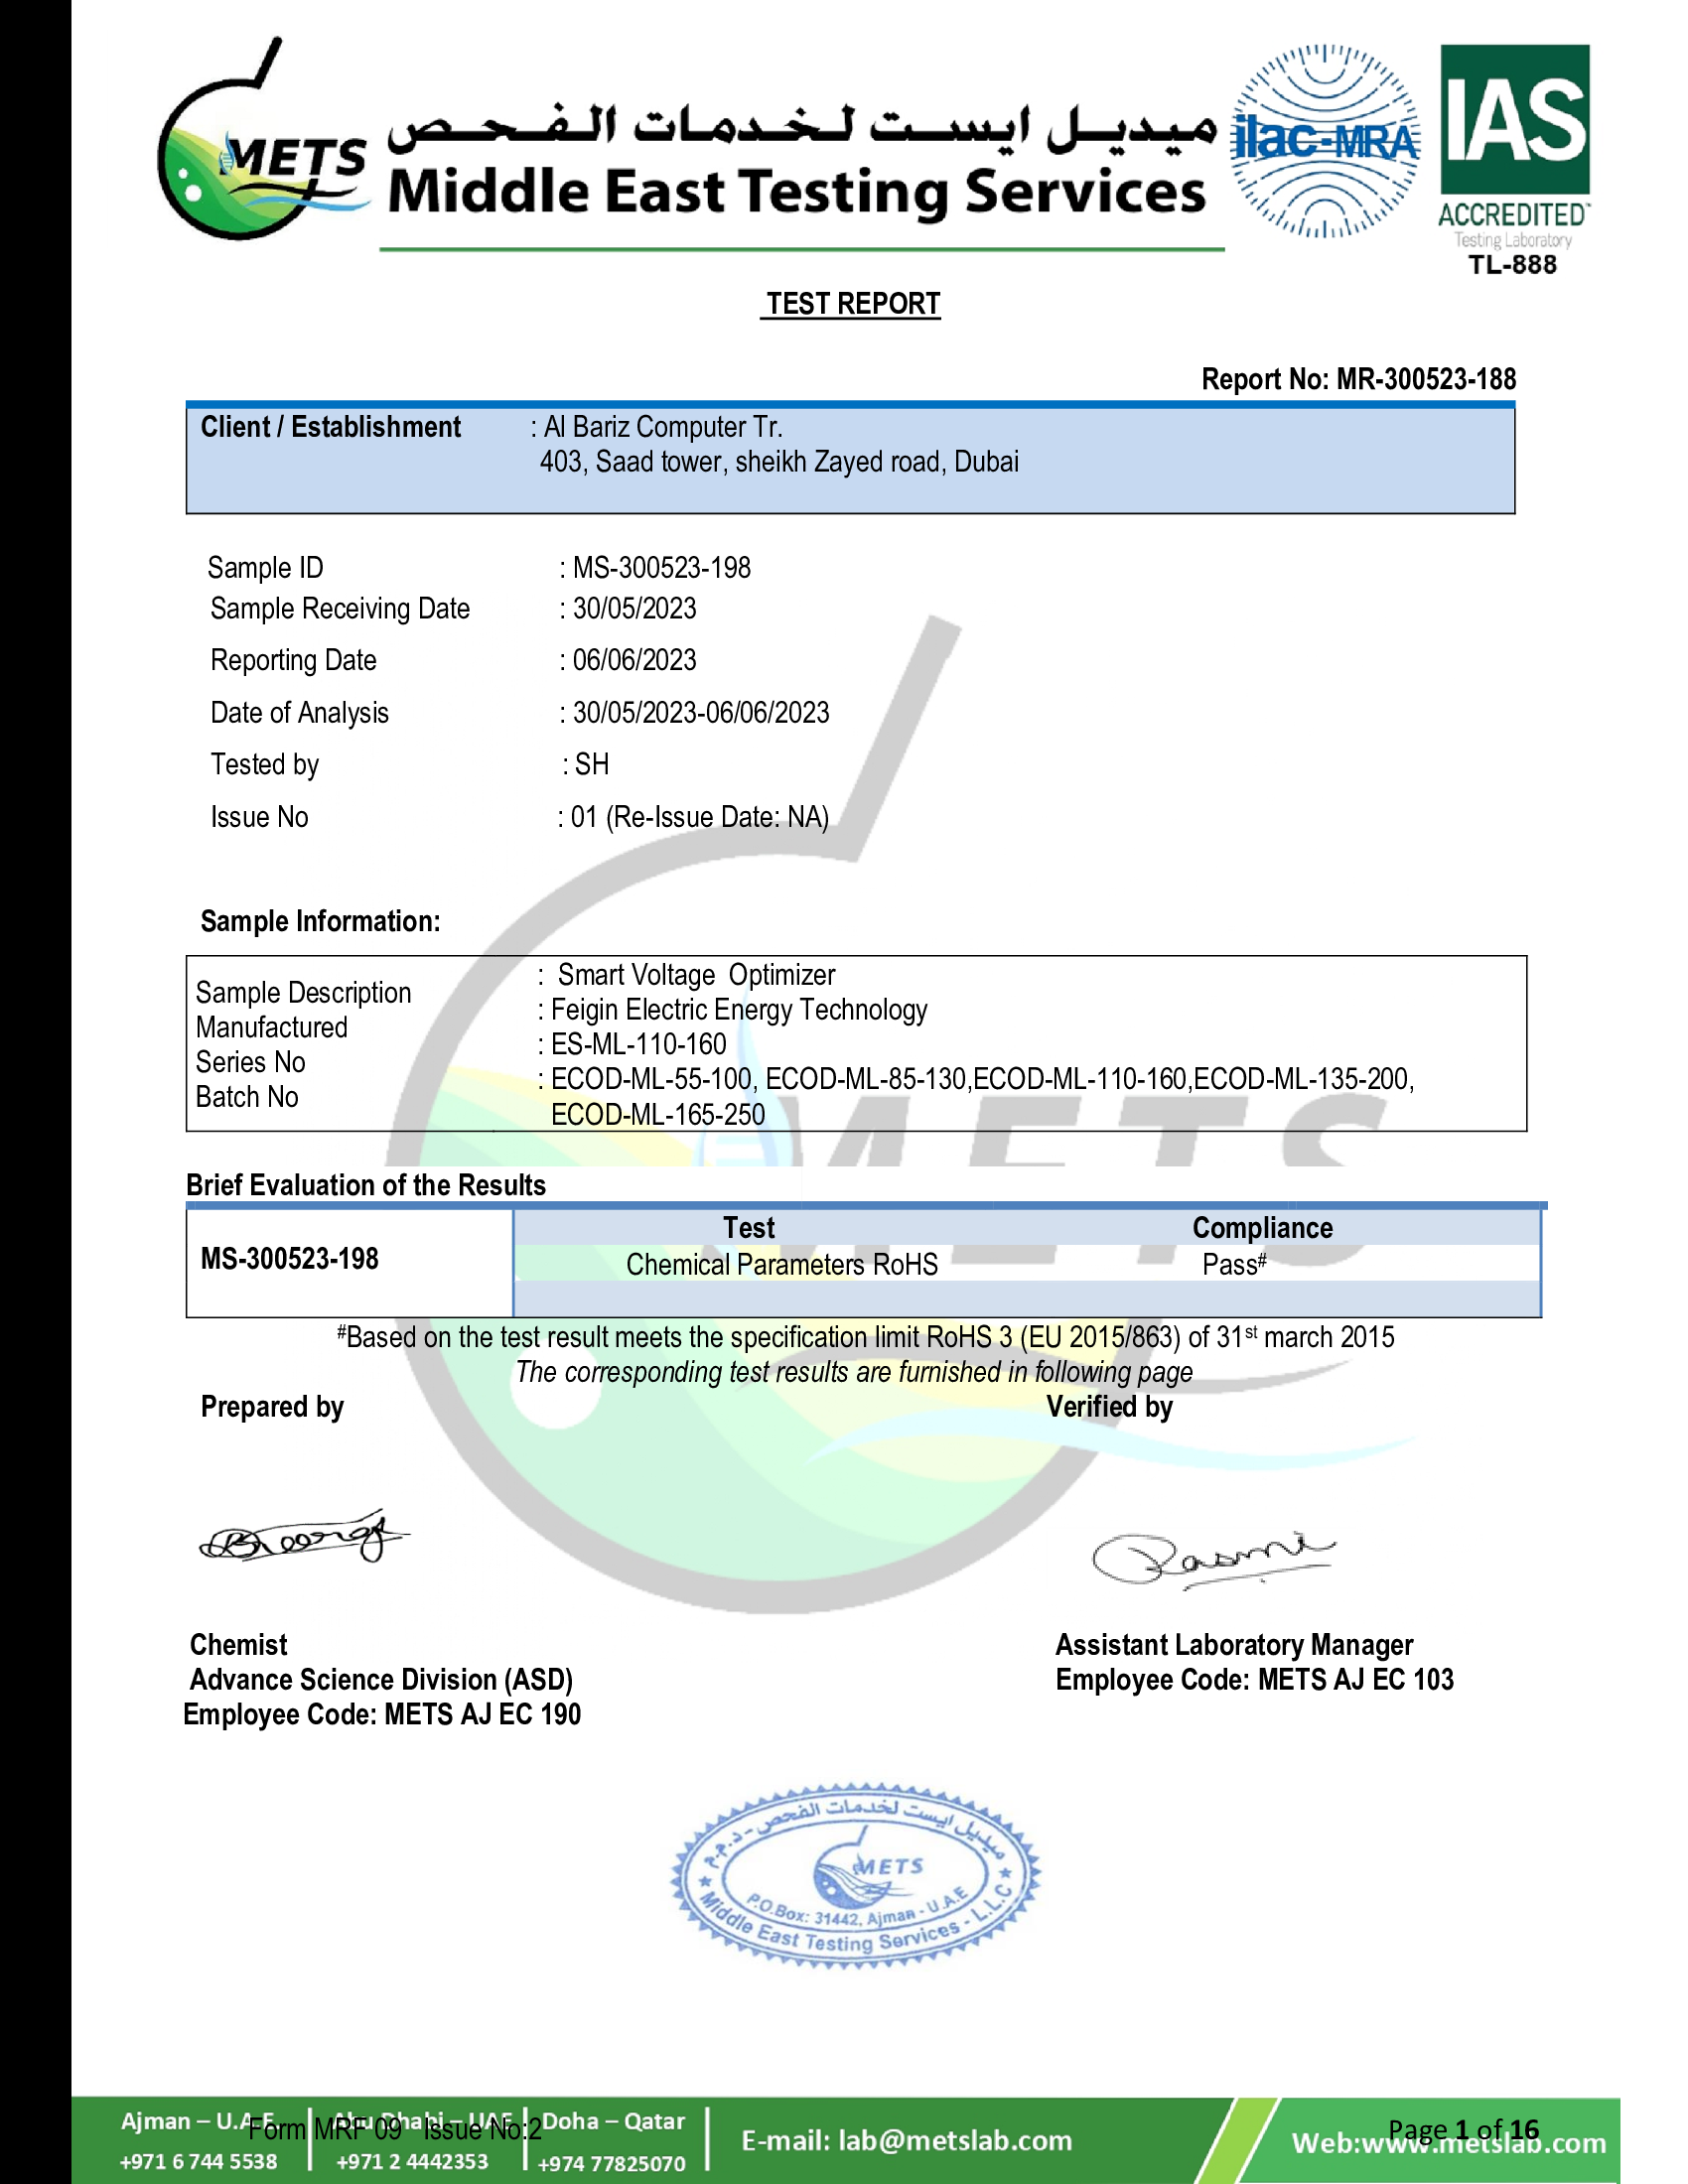 METS
ميديل ايست لخدمات الفحص
Middle East Testing Services
ilac-MRA
IAS
ACCREDITED
Testing Laboratory
TL-888
TEST REPORT
Report No: MR-300523-188
Client / Establishment : Al Bariz Computer Tr.
403, Saad tower, sheikh Zayed road, Dubai
Sample ID : MS-300523-198
Sample Receiving Date : 30/05/2023
Reporting Date : 06/06/2023
Date of Analysis : 30/05/2023-06/06/2023
Tested by : SH
Issue No : 01 (Re-Issue Date: NA)
Sample Information:
Sample Description : Smart Voltage Optimizer
Manufactured : Feigin Electric Energy Technology
Series No : ES-ML-110-160
Batch No : ECOD-ML-55-100, ECOD-ML-85-130,ECOD-ML-110-160,ECOD-ML-135-200,
ECOD-ML-165-250
METS
Brief Evaluation of the Results
Test Compliance
MS-300523-198 Chemical Parameters RoHS Pass#
#Based on the test result meets the specification limit RoHS 3 (EU 2015/863) of 31st march 2015
The corresponding test results are furnished in following page
Prepared by Verified by
Rasmi
Chemist Assistant Laboratory Manager
Advance Science Division (ASD) Employee Code: METS AJ EC 103
Employee Code: METS AJ EC 190
ميديل ايست لخدمات الفحص - ذ.م.م
METS
P.O.Box: 31442, Ajman - U.A.E
Middle East Testing Services - L.L.C
Ajman – U.A.E Abu Dhabi – UAE Doha – Qatar
Form MRF 09 Issue No:2
+971 6 744 5538 +971 2 4442353 +974 77825070
E-mail: lab@metslab.com
Page 1 of 16
Web:www.metslab.com